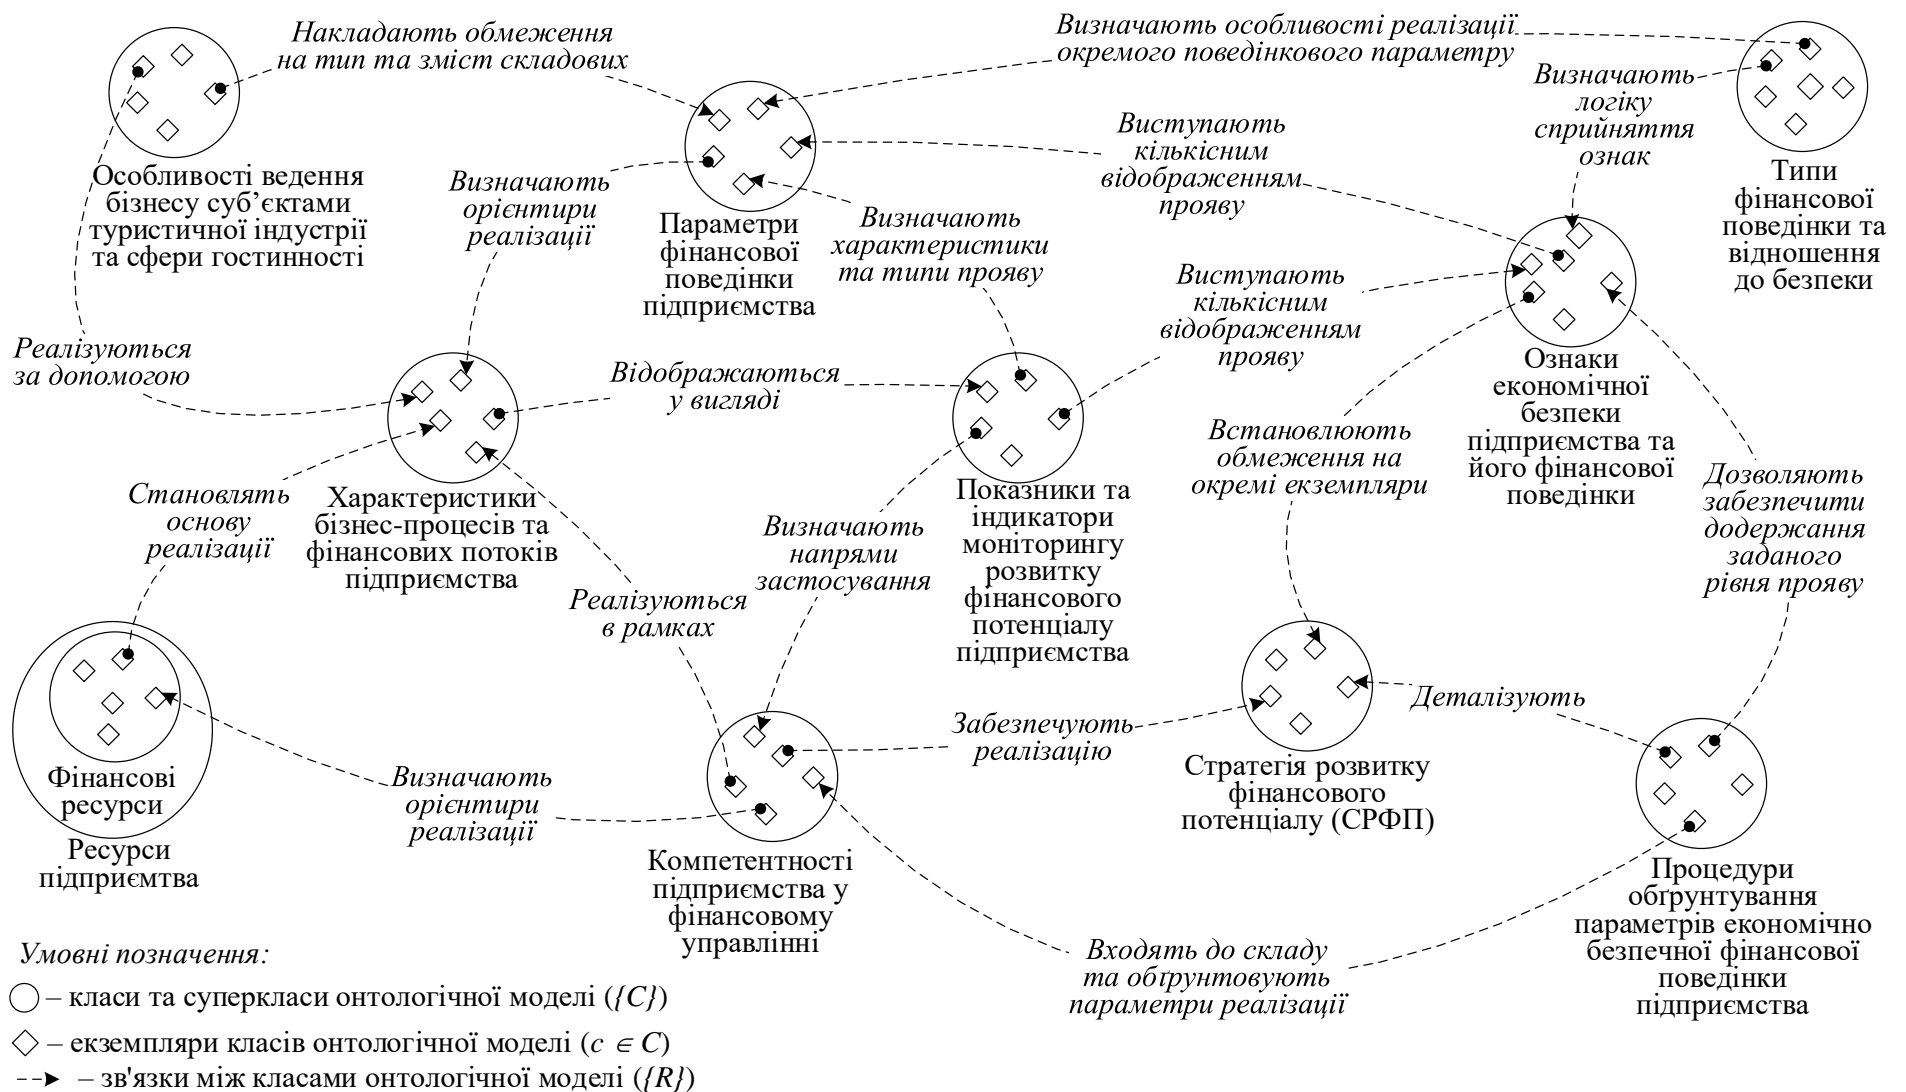 Накладають обмеження
на тип та зміст складових
Визначають особливості реалізації
окремого поведінкового параметру
Визначають
логіку
сприйняття
ознак
Особливості ведення
бізнесу суб’єктами
туристичної індустрії
та сфери гостинності
Визначають
орієнтири
реалізації
Параметри
фінансової
поведінки
підприємства
Виступають
кількісним
відображенням
прояву
Типи
фінансової
поведінки та
відношення
до безпеки
Визначають
характеристики
та типи прояву
Виступають
кількісним
відображенням
прояву
Реалізуються
за допомогою
Відображаються
у вигляді
Ознаки
економічної
безпеки
підприємства та
його фінансової
поведінки
Встановлюють
обмеження на
окремі екземпляри
Дозволяють
забезпечити
додержання
заданого
рівня прояву
Становлять
основу
реалізації
Характеристики
бізнес-процесів та
фінансових потоків
підприємства
Визначають
напрями
застосування
Показники та
індикатори
моніторингу
розвитку
фінансового
потенціалу
підприємства
Реалізуються
в рамках
Деталізують
Забезпечують
реалізацію
Фінансові
ресурси
Ресурси
підприємтва
Визначають
орієнтири
реалізації
Стратегія розвитку
фінансового
потенціалу (СРФП)
Компетентності
підприємства у
фінансовому
управлінні
Процедури
обґрунтування
параметрів економічно
безпечної фінансової
поведінки
підприємства
Входять до складу
та обґрунтовують
параметри реалізації
Умовні позначення:
– класи та суперкласи онтологічної моделі ({C})
– екземпляри класів онтологічної моделі (c ∈ C)
– зв'язки між класами онтологічної моделі ({R})